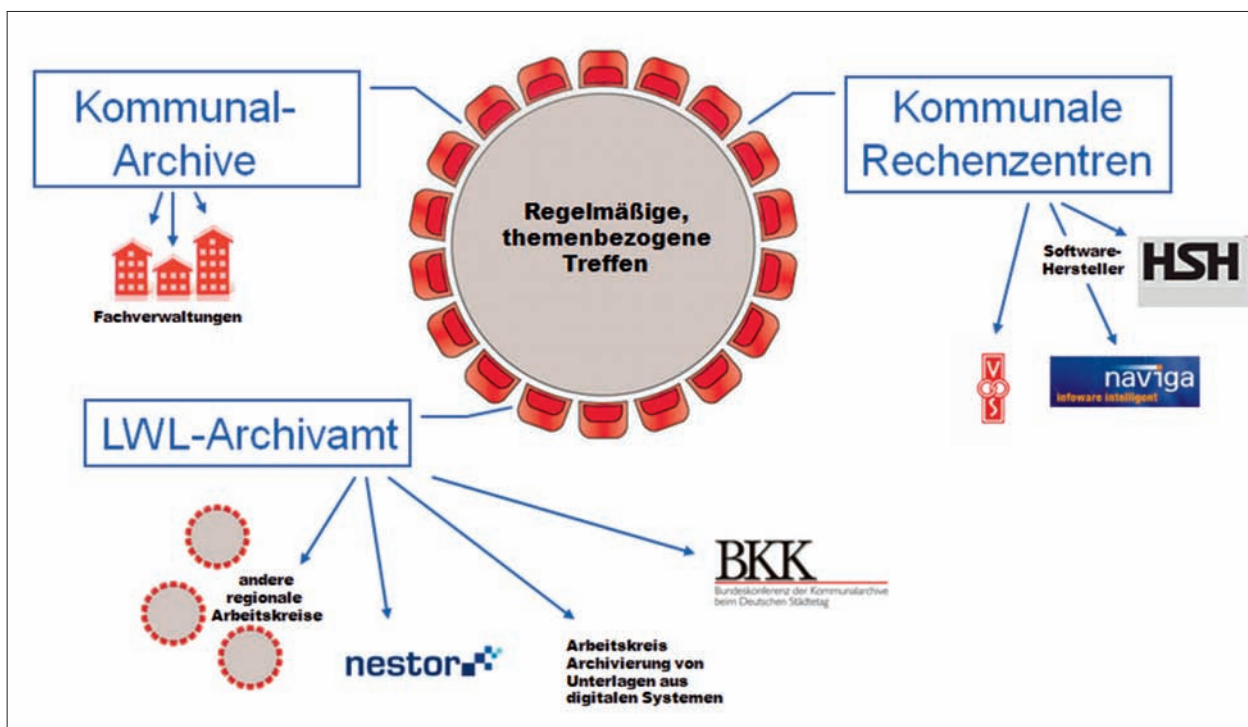 Kommunal-
Archive
Fachverwaltungen
Regelmäßige,
themenbezogene
Treffen
Kommunale
Rechenzentren
Software-
Hersteller
HSH
V
S
naviga
infoware intelligent
LWL-Archivamt
andere
regionale
Arbeitskreise
nestor
Arbeitskreis
Archivierung von
Unterlagen aus
digitalen Systemen
BKK
Bundeskonferenz der Kommunalarchive
beim Deutschen Städtetag